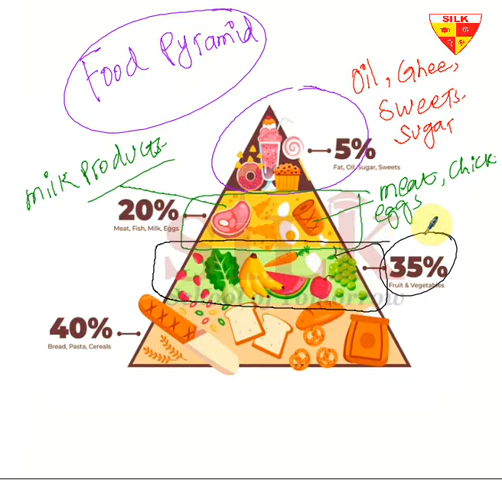 SILK
Food Pyramid
Oil, Ghee,
Sweets
Sugar
5%
Fat, Oil, Sugar, Sweets
milk Products
20%
Meat, Fish, Milk, Eggs
meat, Chick
eggs
35%
Fruit & Vegetables
40%
Bread, Pasta, Cereals